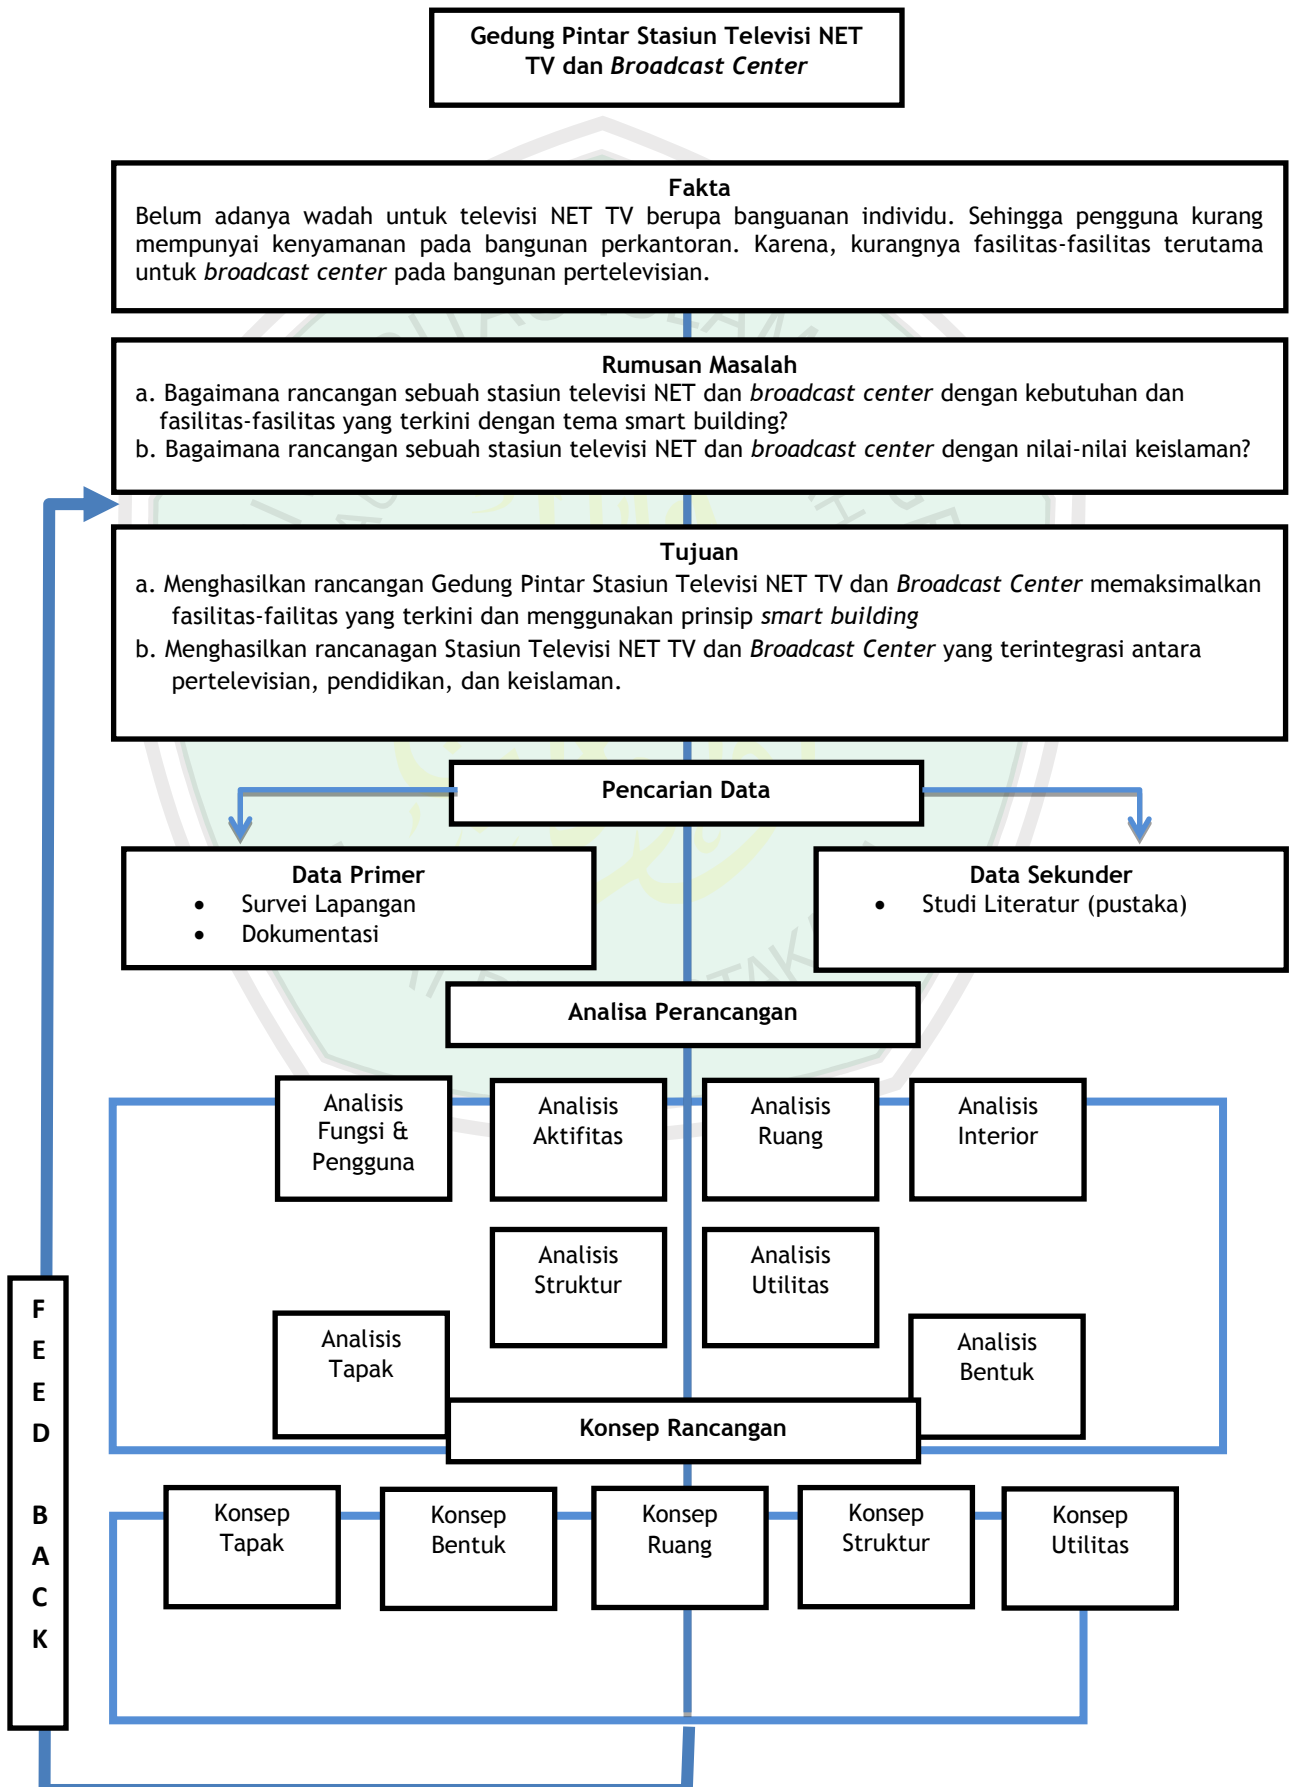 Gedung Pintar Stasiun Televisi NET
TV dan Broadcast Center
Fakta
Belum adanya wadah untuk televisi NET TV berupa banguanan individu. Sehingga pengguna kurang
mempunyai kenyamanan pada bangunan perkantoran. Karena, kurangnya fasilitas-fasilitas terutama
untuk broadcast center pada bangunan pertelevisian.
Rumusan Masalah
a. Bagaimana rancangan sebuah stasiun televisi NET dan broadcast center dengan kebutuhan dan
fasilitas-fasilitas yang terkini dengan tema smart building?
b. Bagaimana rancangan sebuah stasiun televisi NET dan broadcast center dengan nilai-nilai keislaman?
Tujuan
a. Menghasilkan rancangan Gedung Pintar Stasiun Televisi NET TV dan Broadcast Center memaksimalkan
fasilitas-failitas yang terkini dan menggunakan prinsip smart building
b. Menghasilkan rancanagan Stasiun Televisi NET TV dan Broadcast Center yang terintegrasi antara
pertelevisian, pendidikan, dan keislaman.
Pencarian Data
Data Primer
• Survei Lapangan
• Dokumentasi
Data Sekunder
• Studi Literatur (pustaka)
Analisa Perancangan
Analisis
Fungsi &
Pengguna
Analisis
Aktifitas
Analisis
Ruang
Analisis
Interior
Analisis
Struktur
Analisis
Utilitas
Analisis
Tapak
Analisis
Bentuk
Konsep Rancangan
Konsep
Tapak
Konsep
Bentuk
Konsep
Ruang
Konsep
Struktur
Konsep
Utilitas
F
E
E
D
B
A
C
K